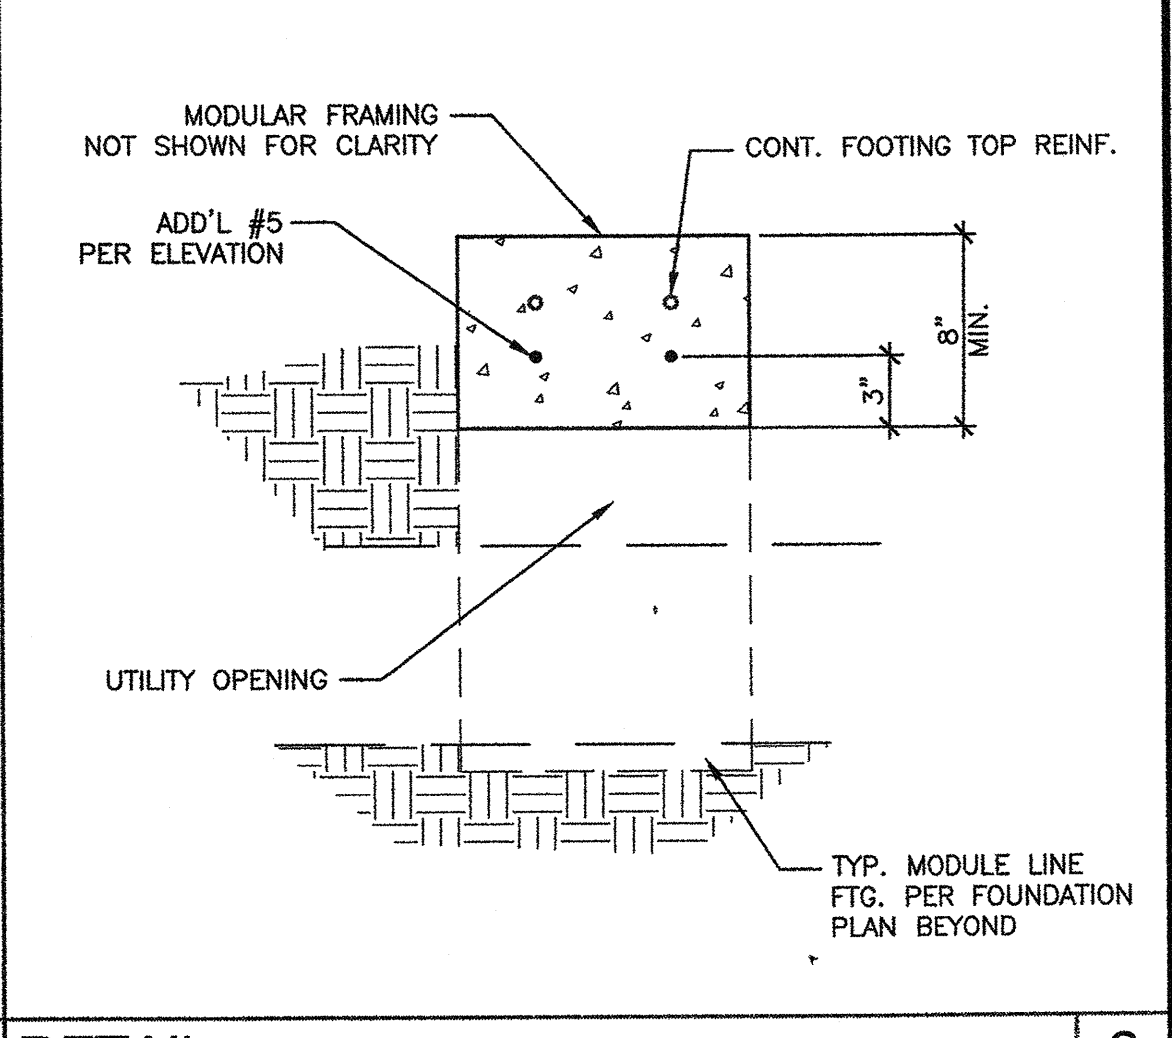 MODULAR FRAMING
NOT SHOWN FOR CLARITY
CONT. FOOTING TOP REINF.
ADD'L #5
PER ELEVATION
8"
MIN.
3"
UTILITY OPENING
TYP. MODULE LINE
FTG. PER FOUNDATION
PLAN BEYOND